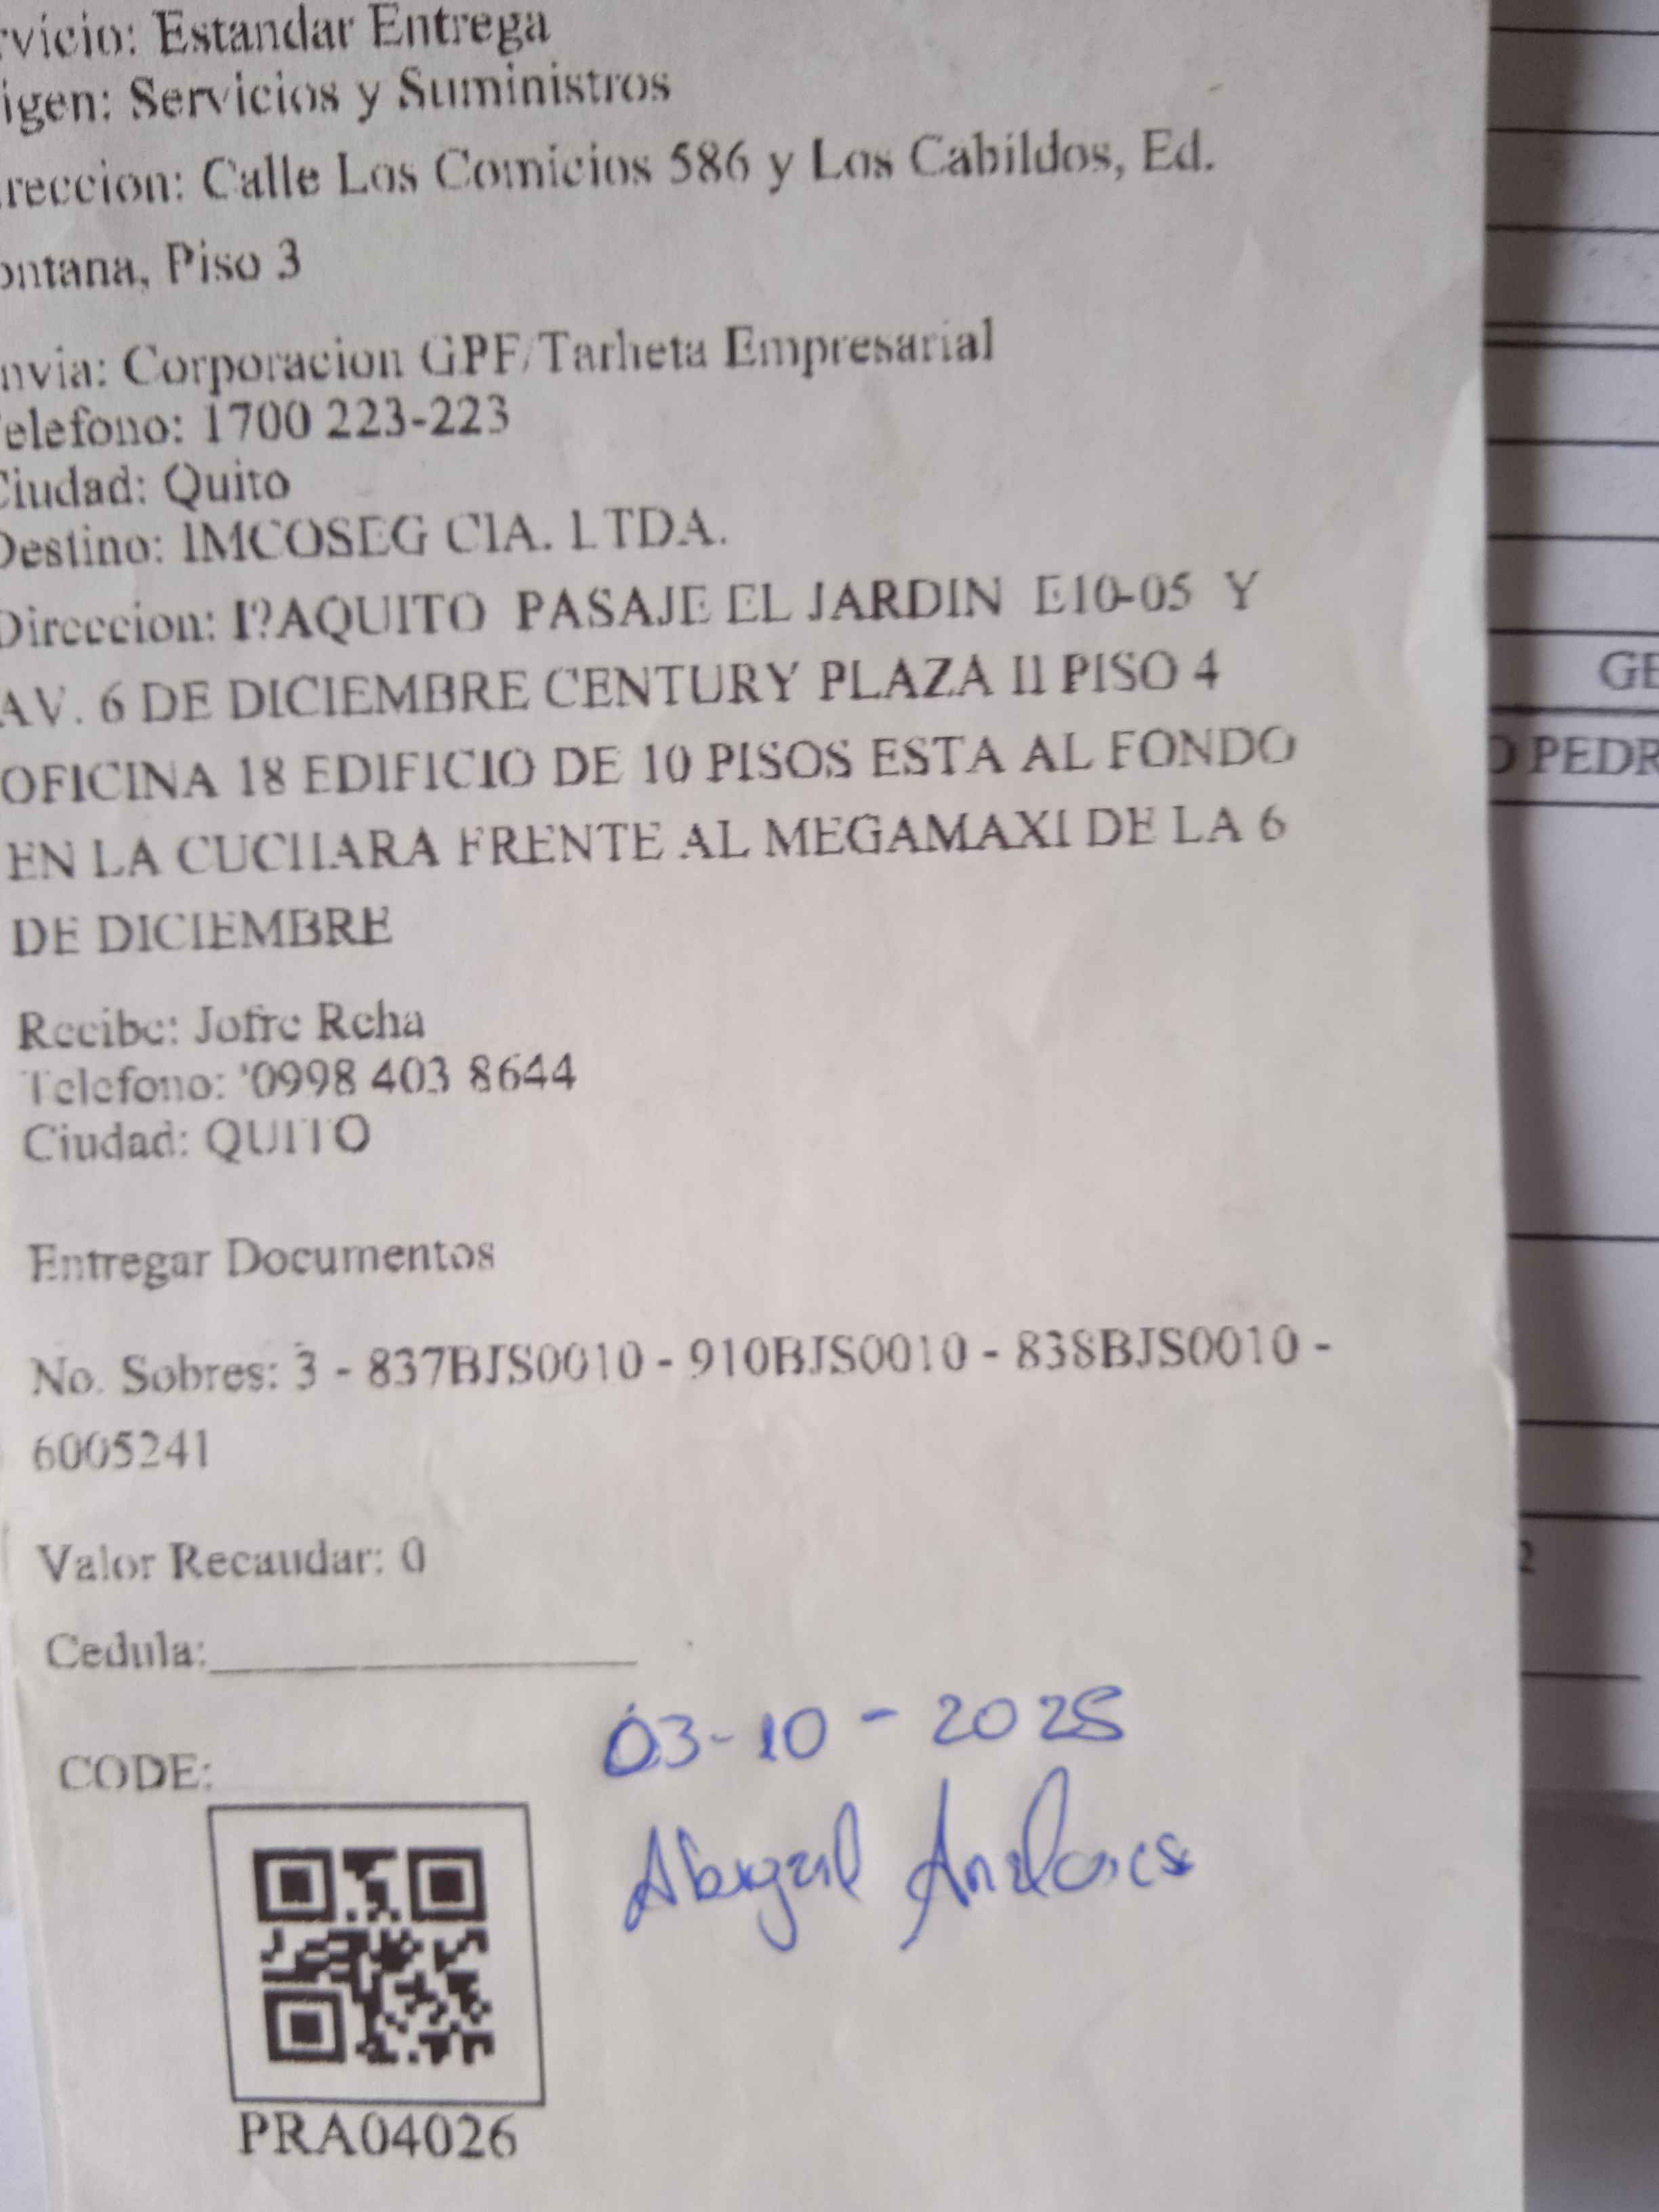 rvicio: Estandar Entrega
igen: Servicios y Suministros
reccion: Calle Los Comicios 586 y Los Cabildos, Ed.
ontana, Piso 3
nvia: Corporacion GPF/Tarheta Empresarial
elefono: 1700 223-223
Ciudad: Quito
Destino: IMCOSEG CIA. LTDA.
Direccion: I?AQUITO PASAJE EL JARDIN E10-05 Y
AV. 6 DE DICIEMBRE CENTURY PLAZA II PISO 4
OFICINA 18 EDIFICIO DE 10 PISOS ESTA AL FONDO
EN LA CUCHARA FRENTE AL MEGAMAXI DE LA 6
DE DICIEMBRE
Recibe: Jofre Rcha
Telefono: '0998 403 8644
Ciudad: QUITO
Entregar Documentos
No. Sobres: 3 - 837BJS0010 - 910BJS0010 - 838BJS0010 -
6005241
Valor Recaudar: 0
Cedula:
03-10-2025
CODE:
Abigail
PRA04026
GE
O PEDR
2